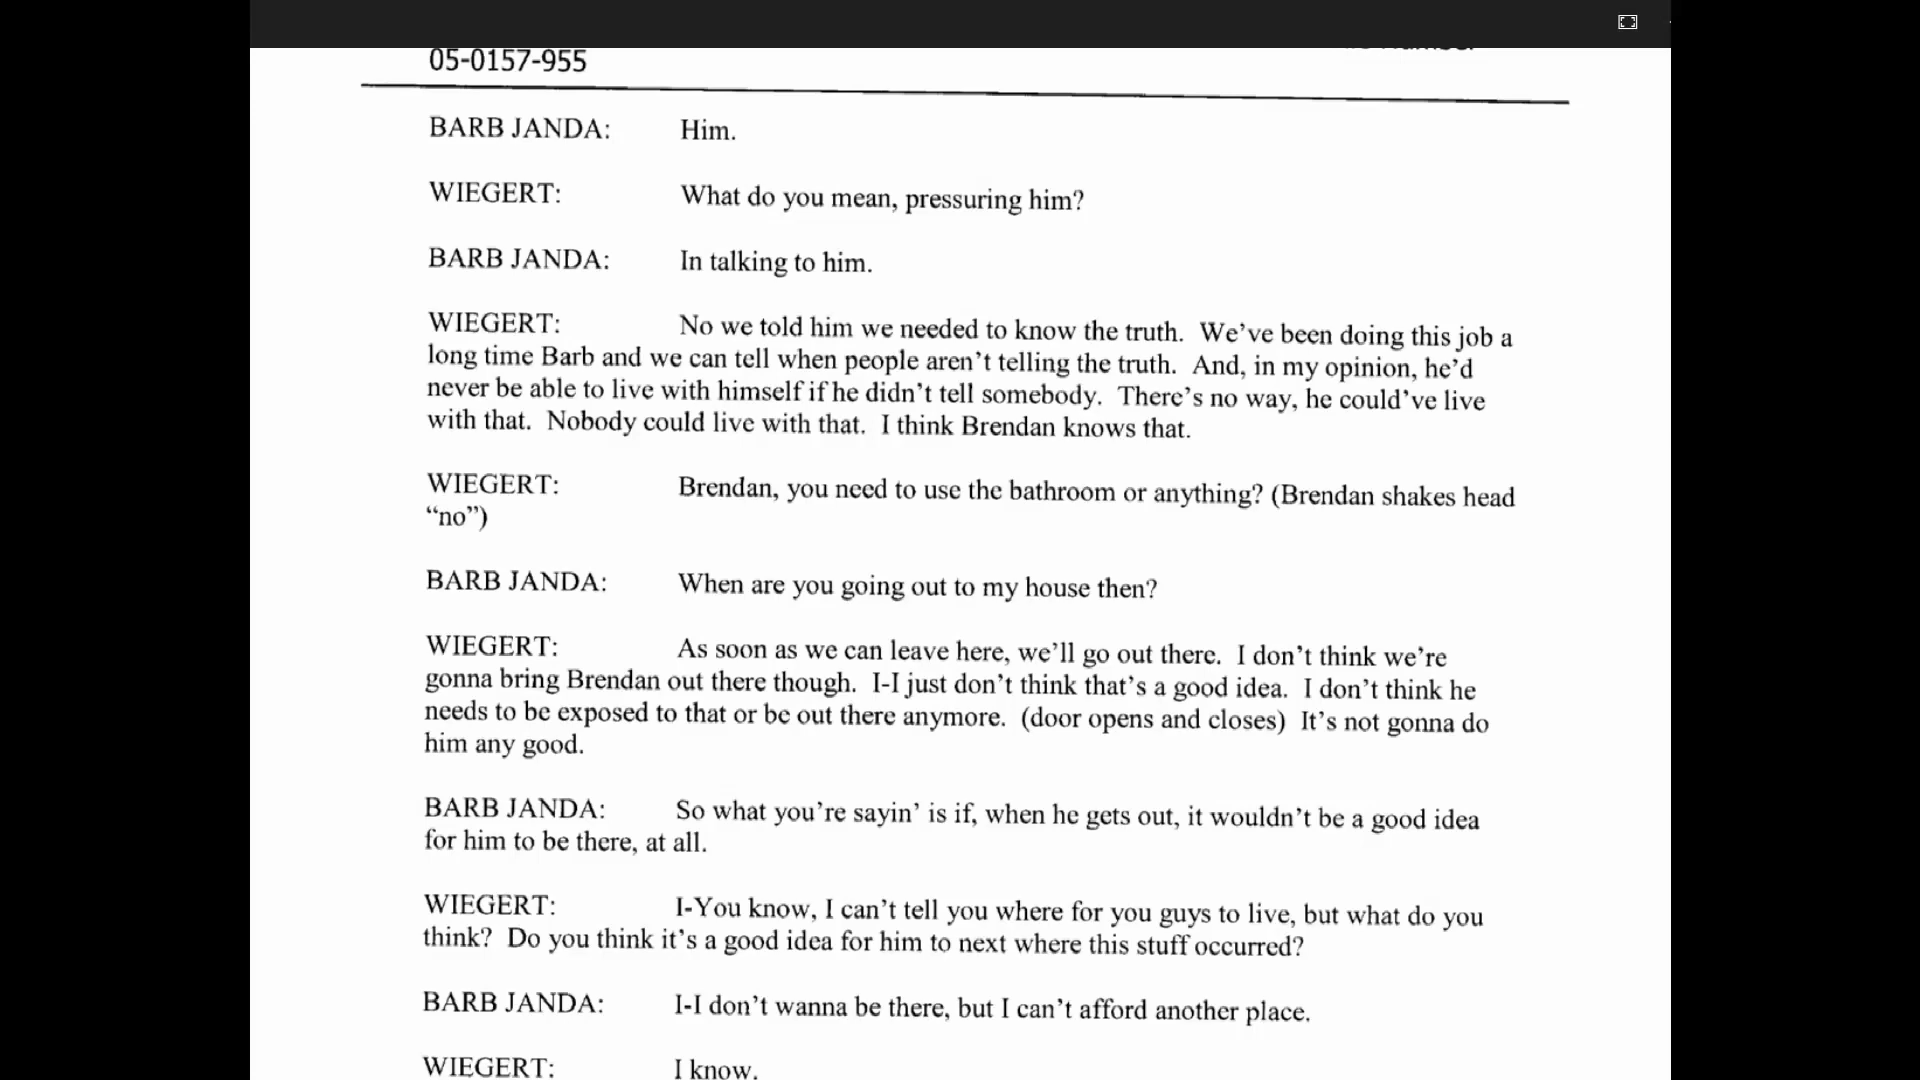 05-0157-955
BARB JANDA: Him.
WIEGERT: What do you mean, pressuring him?
BARB JANDA: In talking to him.
WIEGERT: No we told him we needed to know the truth. We've been doing this job a
long time Barb and we can tell when people aren't telling the truth. And, in my opinion, he'd
never be able to live with himself if he didn't tell somebody. There's no way, he could've live
with that. Nobody could live with that. I think Brendan knows that.
WIEGERT: Brendan, you need to use the bathroom or anything? (Brendan shakes head
“no”)
BARB JANDA: When are you going out to my house then?
WIEGERT: As soon as we can leave here, we'll go out there. I don't think we're
gonna bring Brendan out there though. I-I just don't think that's a good idea. I don't think he
needs to be exposed to that or be out there anymore. (door opens and closes) It's not gonna do
him any good.
BARB JANDA: So what you're sayin' is if, when he gets out, it wouldn't be a good idea
for him to be there, at all.
WIEGERT: I-You know, I can't tell you where for you guys to live, but what do you
think? Do you think it's a good idea for him to next where this stuff occurred?
BARB JANDA: I-I don't wanna be there, but I can't afford another place.
WIEGERT: I know.